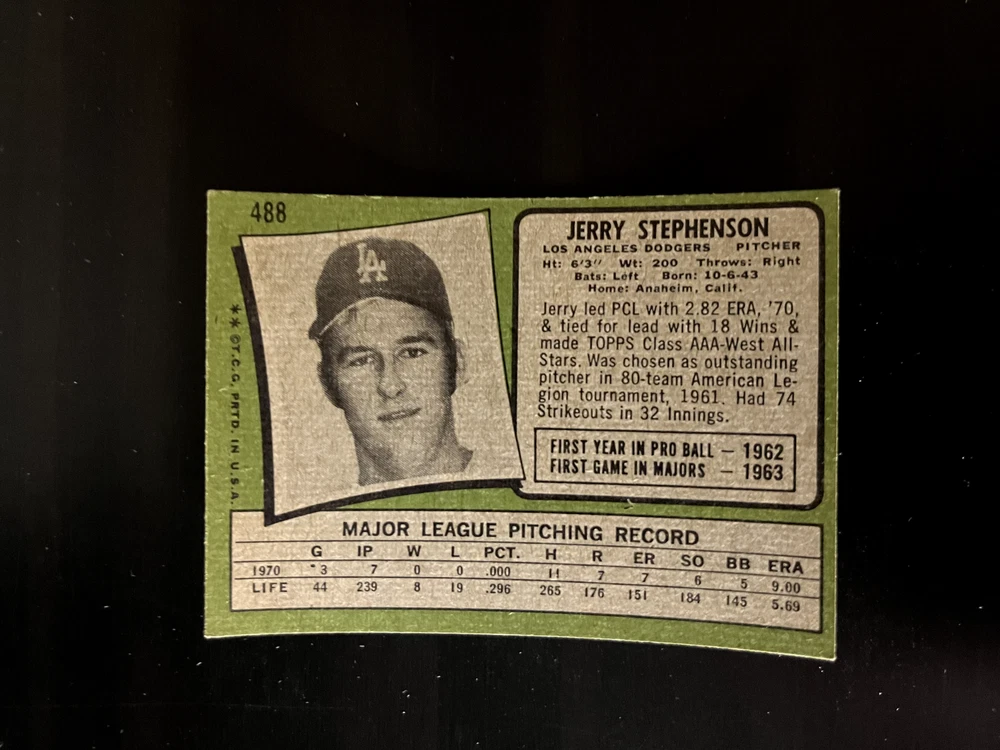 488
LA
JERRY STEPHENSON
LOS ANGELES DODGERS PITCHER
Ht: 6'3" Wt: 200 Throws: Right
Bats: Left Born: 10-6-43
Home: Anaheim, Calif.
Jerry led PCL with 2.82 ERA, '70,
& tied for lead with 18 Wins &
made TOPPS Class AAA-West All-
Stars. Was chosen as outstanding
pitcher in 80-team American Le-
gion tournament, 1961. Had 74
Strikeouts in 32 Innings.
FIRST YEAR IN PRO BALL — 1962
FIRST GAME IN MAJORS — 1963
** ©T.C.G. PRTD. IN U.S.A.
MAJOR LEAGUE PITCHING RECORD
G IP W L PCT. H R ER SO BB ERA
1970 3 7 0 0 .000 11 7 7 6 5 9.00
LIFE 44 239 8 19 .296 265 176 151 184 145 5.69